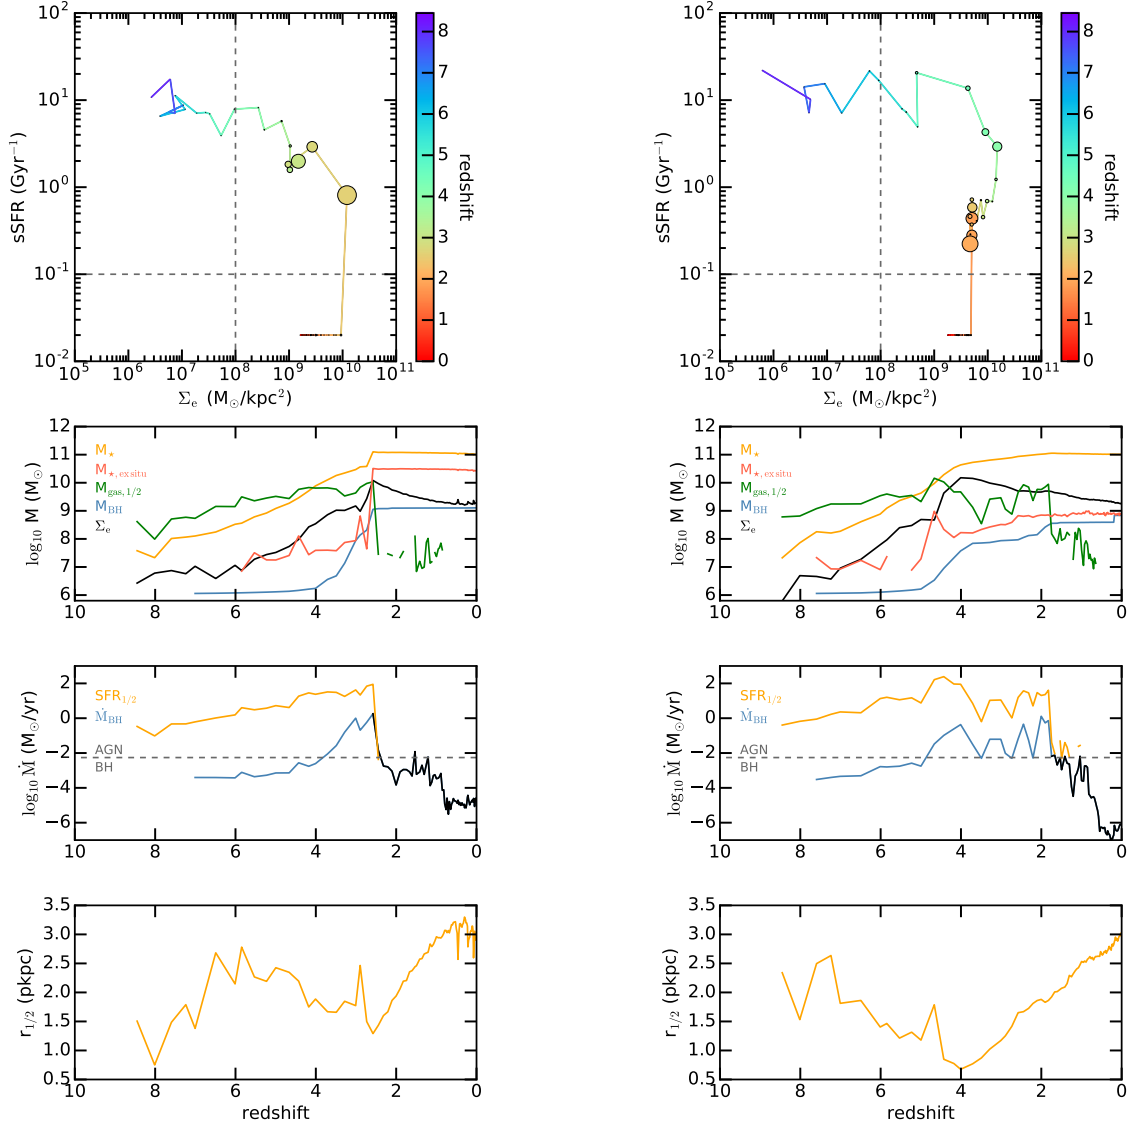 10² 10¹ 10⁰ 10⁻¹ 10⁻²
sSFR (Gyr⁻¹)
10⁵ 10⁶ 10⁷ 10⁸ 10⁹ 10¹⁰ 10¹¹
Σₑ (M☉/kpc²)
8 7 6 5 4 3 2 1 0
redshift
10² 10¹ 10⁰ 10⁻¹ 10⁻²
sSFR (Gyr⁻¹)
10⁵ 10⁶ 10⁷ 10⁸ 10⁹ 10¹⁰ 10¹¹
Σₑ (M☉/kpc²)
8 7 6 5 4 3 2 1 0
redshift
12 11 10 9 8 7 6
log₁₀ M (M☉)
M⋆
M⋆,ex situ
Mgas,1/2
MBH
Σₑ
10 8 6 4 2 0
12 11 10 9 8 7 6
log₁₀ M (M☉)
M⋆
M⋆,ex situ
Mgas,1/2
MBH
Σₑ
10 8 6 4 2 0
2 0 −2 −4 −6
log₁₀ Ṁ (M☉/yr)
SFR1/2
ṀBH
AGN
BH
10 8 6 4 2 0
2 0 −2 −4 −6
log₁₀ Ṁ (M☉/yr)
SFR1/2
ṀBH
AGN
BH
10 8 6 4 2 0
3.5 3.0 2.5 2.0 1.5 1.0 0.5
r1/2 (pkpc)
8 6 4 2 0
redshift
3.5 3.0 2.5 2.0 1.5 1.0 0.5
r1/2 (pkpc)
8 6 4 2 0
redshift